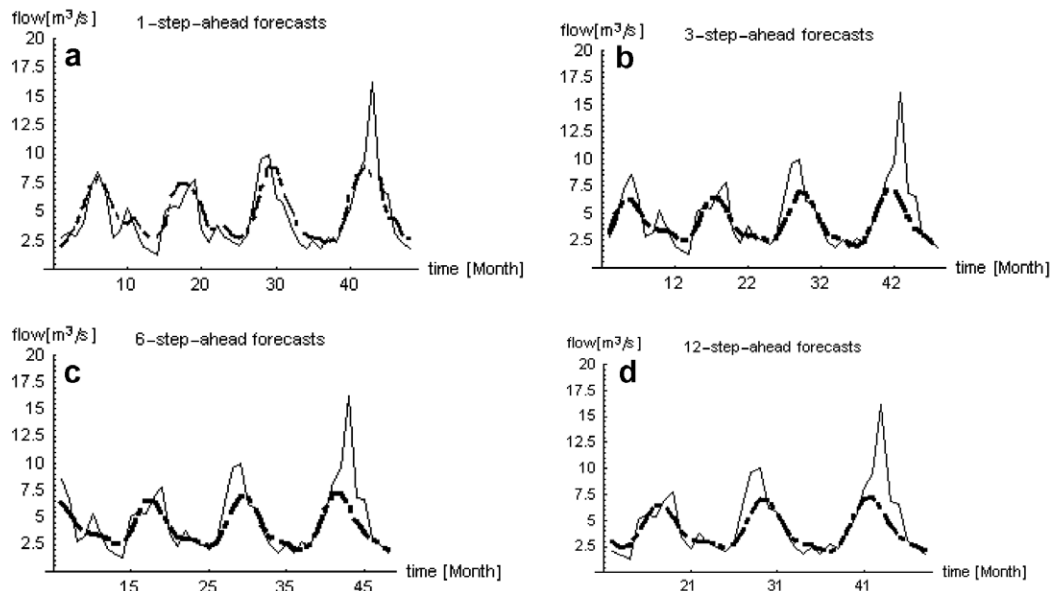 flow[m³/s] 1-step-ahead forecasts
a
20
17.5
15
12.5
10
7.5
5
2.5
10 20 30 40 time [Month]
flow[m³/s] 3-step-ahead forecasts
b
20
17.5
15
12.5
10
7.5
5
2.5
12 22 32 42 time [Month]
flow[m³/s] 6-step-ahead forecasts
c
20
17.5
15
12.5
10
7.5
5
2.5
15 25 35 45 time [Month]
flow[m³/s] 12-step-ahead forecasts
d
20
17.5
15
12.5
10
7.5
5
2.5
21 31 41 time [Month]